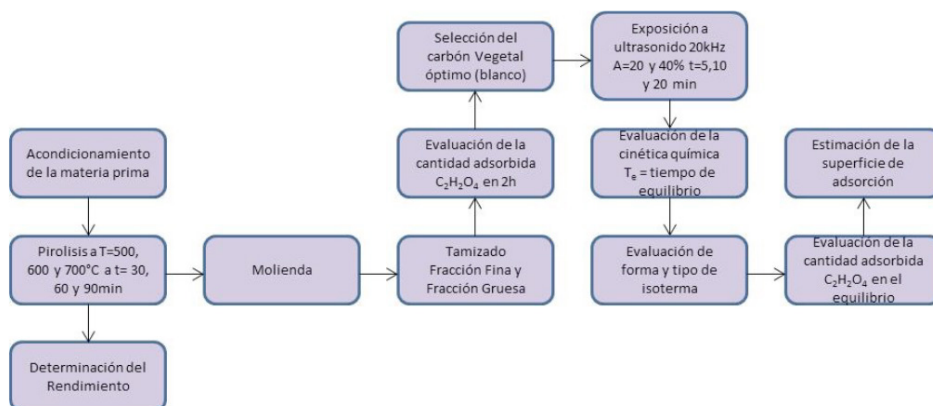 Acondicionamiento
de la materia prima
Pirolisis a T=500,
600 y 700°C a t= 30,
60 y 90min
Determinación del
Rendimiento
Molienda
Tamizado
Fracción Fina y
Fracción Gruesa
Evaluación de la
cantidad adsorbida
C₂H₂O₄ en 2h
Selección del
carbón Vegetal
óptimo (blanco)
Exposición a
ultrasonido 20kHz
A=20 y 40% t=5,10
y 20 min
Evaluación de la
cinética química
Tₑ = tiempo de
equilibrio
Evaluación de
forma y tipo de
isoterma
Evaluación de la
cantidad adsorbida
C₂H₂O₄ en el
equilibrio
Estimación de la
superficie de
adsorción